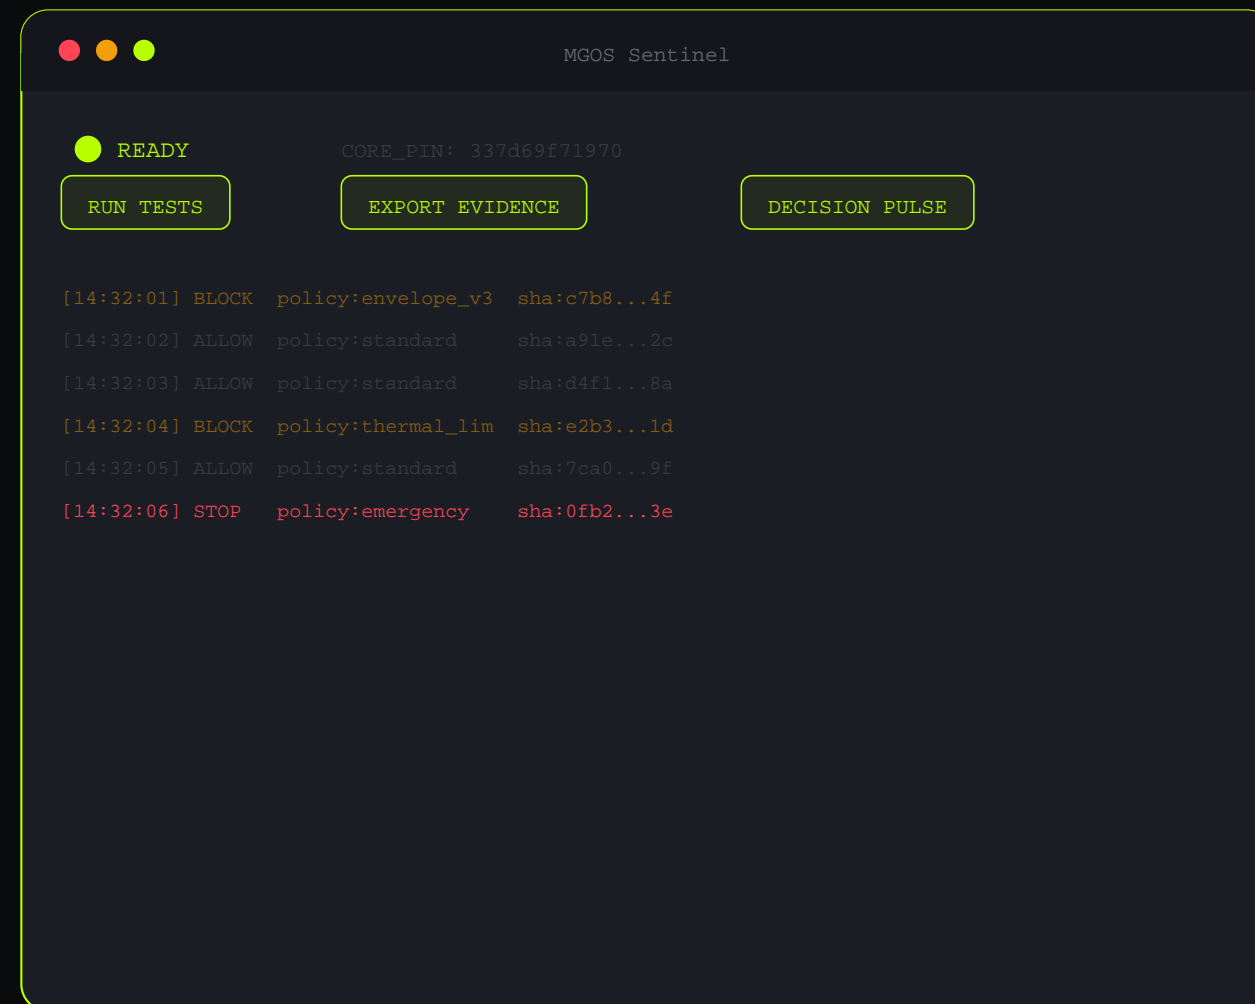 MGOS Sentinel
READY CORE_PIN: 337d69f71970
RUN TESTS EXPORT EVIDENCE DECISION PULSE
[14:32:01] BLOCK policy:envelope_v3 sha:c7b8...4f
[14:32:02] ALLOW policy:standard sha:a91e...2c
[14:32:03] ALLOW policy:standard sha:d4f1...8a
[14:32:04] BLOCK policy:thermal_lim sha:e2b3...1d
[14:32:05] ALLOW policy:standard sha:7ca0...9f
[14:32:06] STOP policy:emergency sha:0fb2...3e